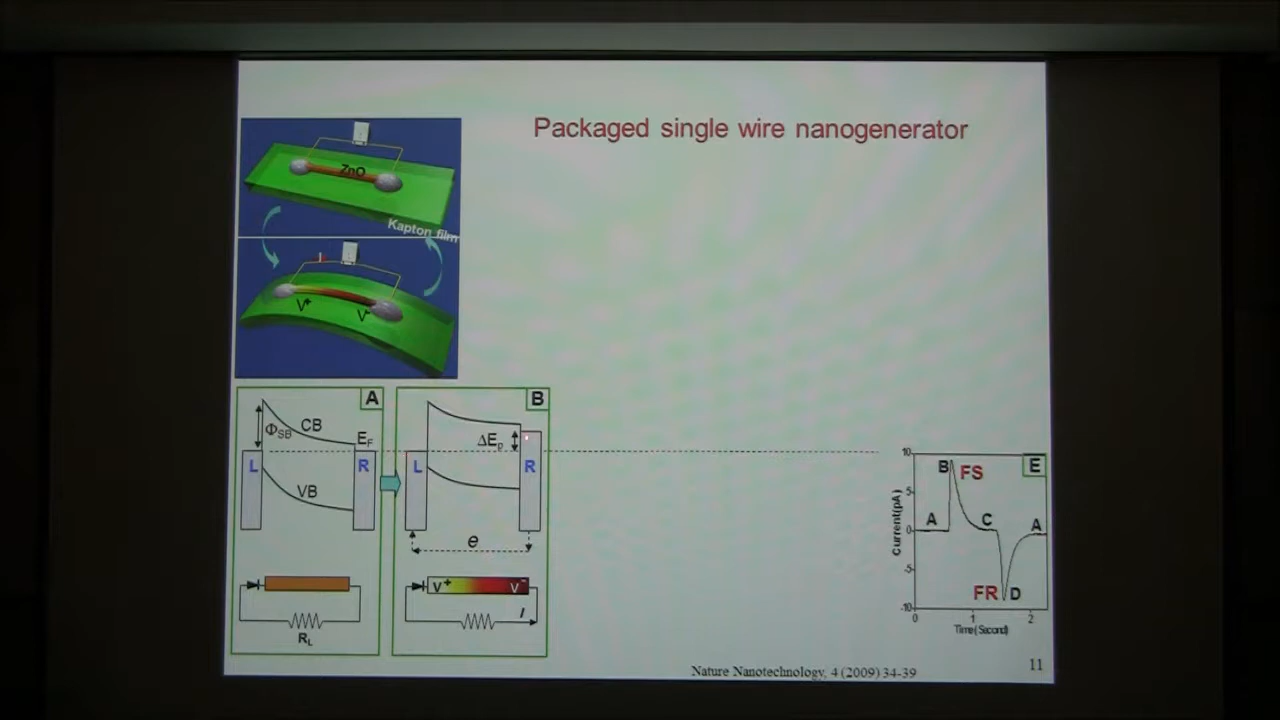 Packaged single wire nanogenerator
ZnO
Kapton film
I
V+
V-
A
ΦSB
CB
EF
L
R
VB
RL
B
ΔEp
L
R
e
V+
V-
I
E
10
5
0
-5
-10
Current(pA)
A
B
FS
C
A
FR
D
0
1
2
Time(Second)
Nature Nanotechnology, 4 (2009) 34-39
11